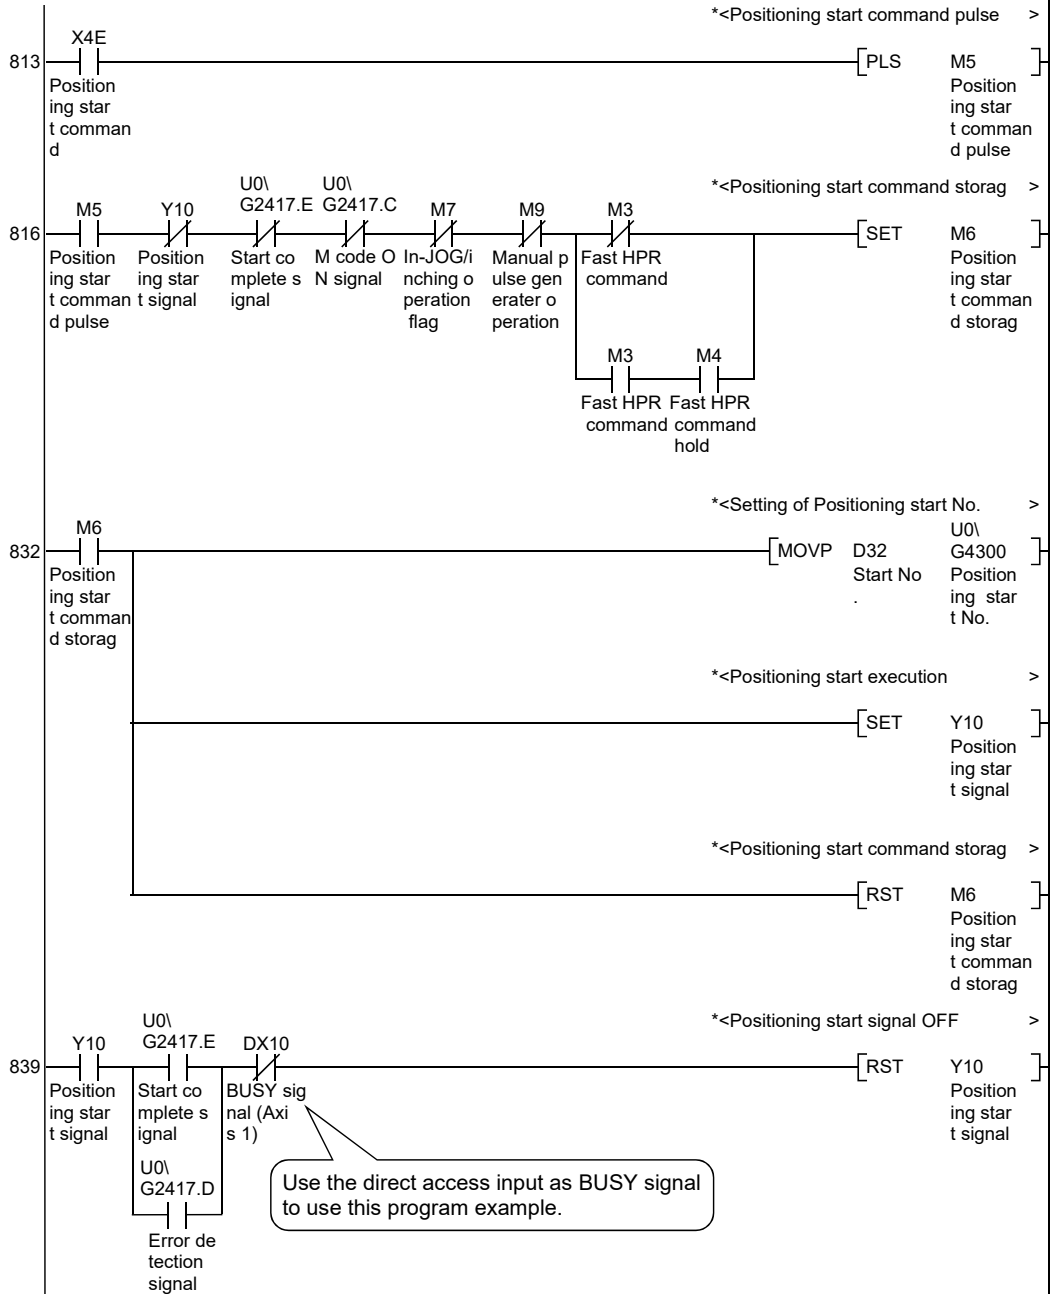 *<Positioning start command pulse >
X4E
813
PLS M5
Position
ing star
t comman
d
Position
ing star
t comman
d pulse
*<Positioning start command storag >
U0\ U0\
M5 Y10 G2417.E G2417.C M7 M9 M3
816
SET M6
Position
ing star
t comman
d pulse
Position
ing star
t signal
Start co
mplete s
ignal
M code O
N signal
In-JOG/i
nching o
peration
flag
Manual p
ulse gen
erater o
peration
Fast HPR
command
Position
ing star
t comman
d storag
M3 M4
Fast HPR
command
Fast HPR
command
hold
*<Setting of Positioning start No. >
M6
832
MOVP D32 U0\
G4300
Position
ing star
t comman
d storag
Start No
.
Position
ing star
t No.
*<Positioning start execution >
SET Y10
Position
ing star
t signal
*<Positioning start command storag >
RST M6
Position
ing star
t comman
d storag
*<Positioning start signal OFF >
U0\
Y10 G2417.E DX10
839
RST Y10
Position
ing star
t signal
Start co
mplete s
ignal
BUSY sig
nal (Axi
s 1)
Position
ing star
t signal
U0\
G2417.D
Error de
tection
signal
Use the direct access input as BUSY signal
to use this program example.